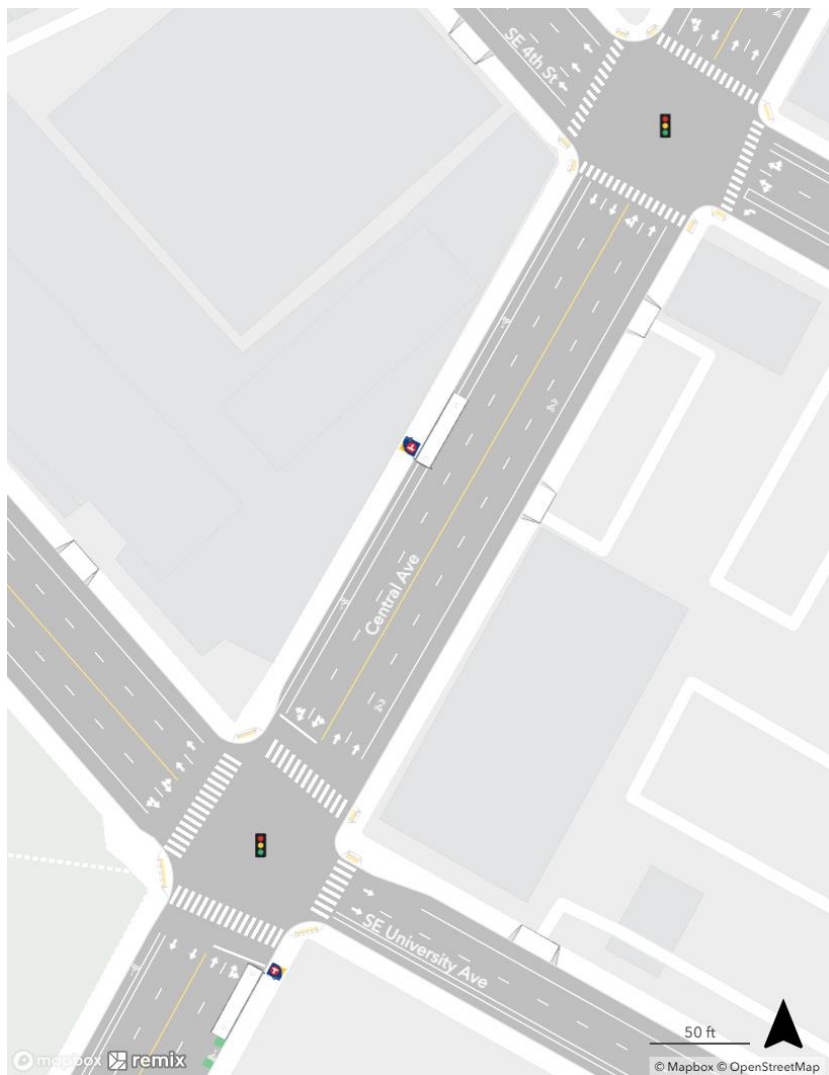 SE 4th St
Central Ave
SE University Ave
T
T
50 ft
mapbox remix
© Mapbox © OpenStreetMap